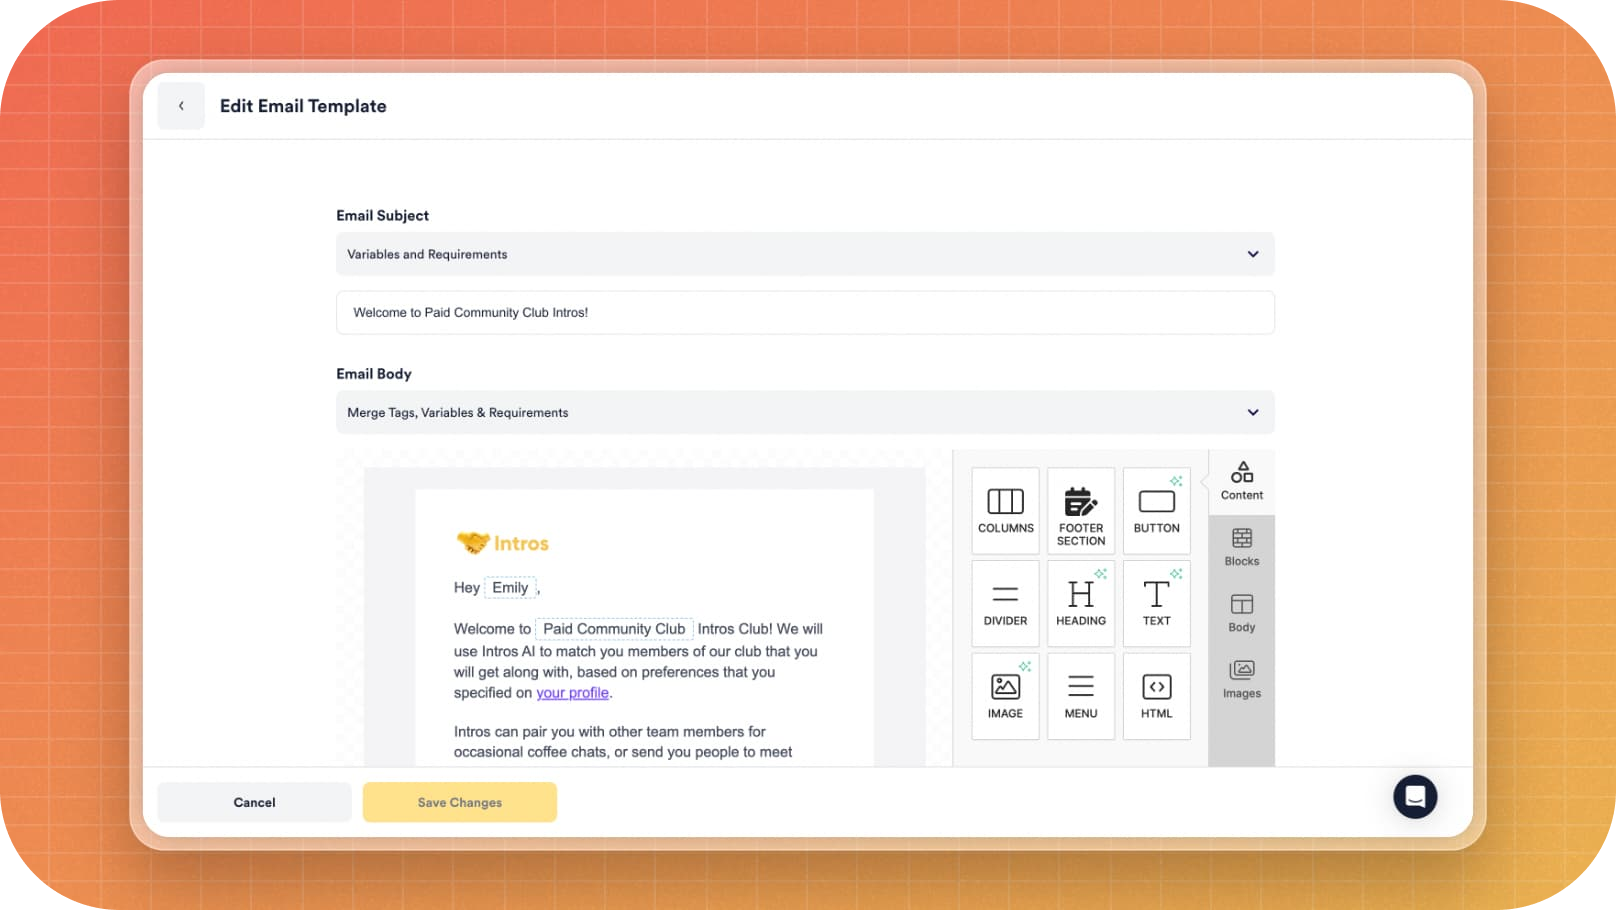 Edit Email Template
Email Subject
Variables and Requirements
Welcome to Paid Community Club Intros!
Email Body
Merge Tags, Variables & Requirements
Intros
Hey Emily,
Welcome to Paid Community Club Intros Club! We will
use Intros AI to match you members of our club that you
will get along with, based on preferences that you
specified on your profile.
Intros can pair you with other team members for
occasional coffee chats, or send you people to meet
COLUMNS
FOOTER
SECTION
BUTTON
DIVIDER
HEADING
TEXT
IMAGE
MENU
HTML
Content
Blocks
Body
Images
Cancel
Save Changes